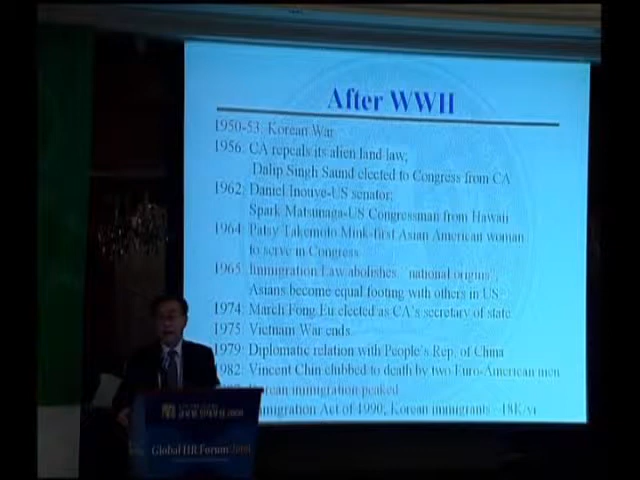 After WWII
1950-53: Korean War
1956: CA repeals its alien land law;
Dalip Singh Saund elected to Congress from CA
1962: Daniel Inouye-US senator;
Spark Matsunaga-US Congressman from Hawaii
1964: Patsy Takemoto Mink-first Asian American woman
to serve in Congress
1965: Immigration Law abolishes "national origins",
Asians become equal footing with others in US
1974: March Fong Eu elected as CA's secretary of state
1975: Vietnam War ends
1979: Diplomatic relation with People's Rep. of China
1982: Vincent Chin clubbed to death by two Euro-American men
Korean immigration peaked
migration Act of 1990; Korean immigrants
Global HR Forum